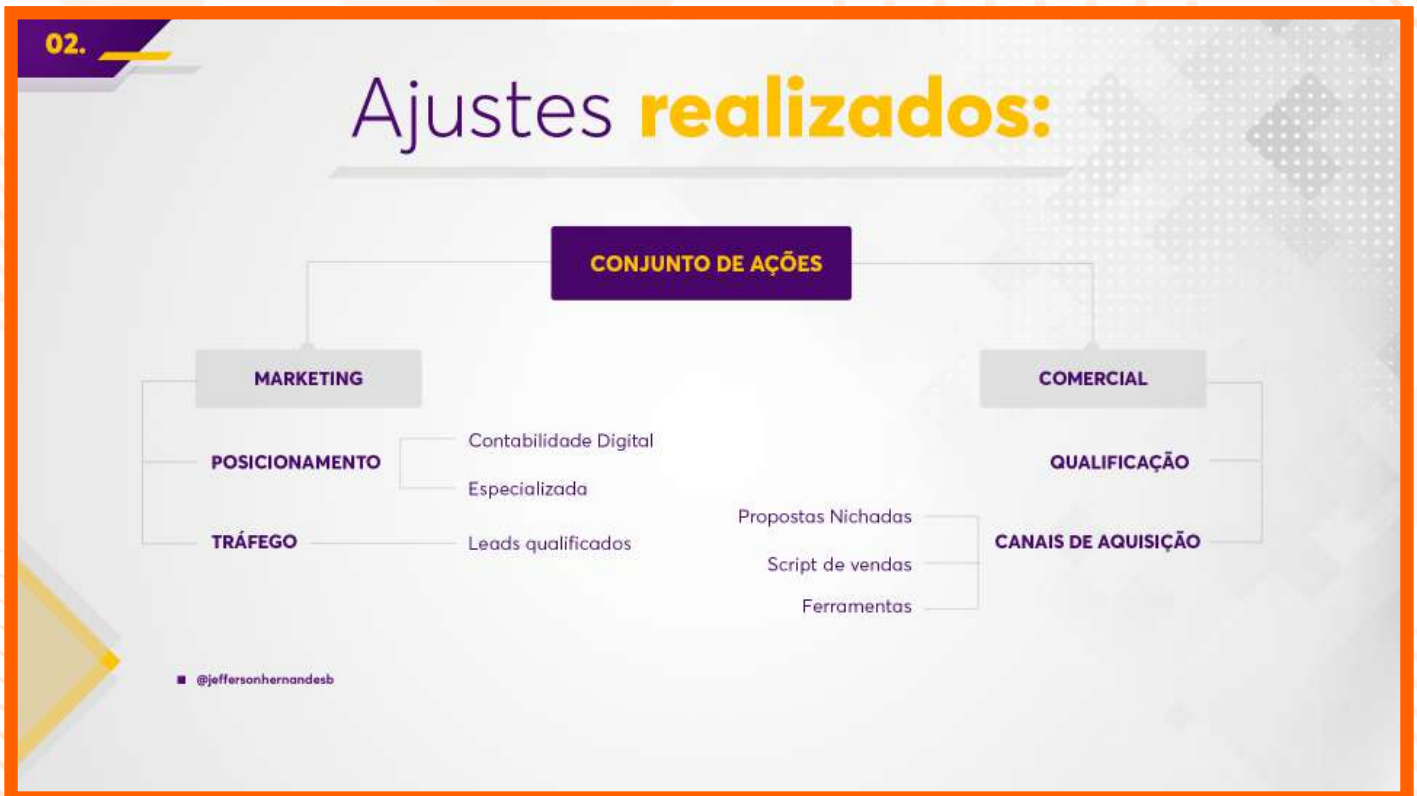 02.
Ajustes realizados:
CONJUNTO DE AÇÕES
MARKETING
POSICIONAMENTO
Contabilidade Digital
Especializada
TRÁFEGO
Leads qualificados
COMERCIAL
QUALIFICAÇÃO
CANAIS DE AQUISIÇÃO
Propostas Nichadas
Script de vendas
Ferramentas
@jeffersonhernandesb